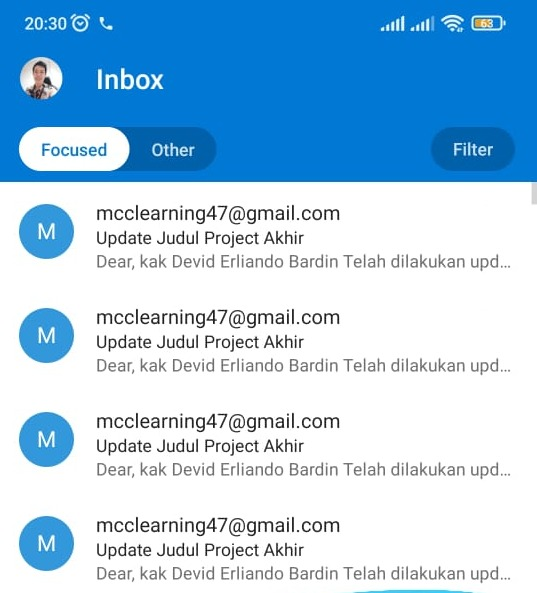 20:30
63
Inbox
Focused
Other
Filter
M
mcclearning47@gmail.com
Update Judul Project Akhir
Dear, kak Devid Erliando Bardin Telah dilakukan upd...
M
mcclearning47@gmail.com
Update Judul Project Akhir
Dear, kak Devid Erliando Bardin Telah dilakukan upd...
M
mcclearning47@gmail.com
Update Judul Project Akhir
Dear, kak Devid Erliando Bardin Telah dilakukan upd...
M
mcclearning47@gmail.com
Update Judul Project Akhir
Dear, kak Devid Erliando Bardin Telah dilakukan upd...